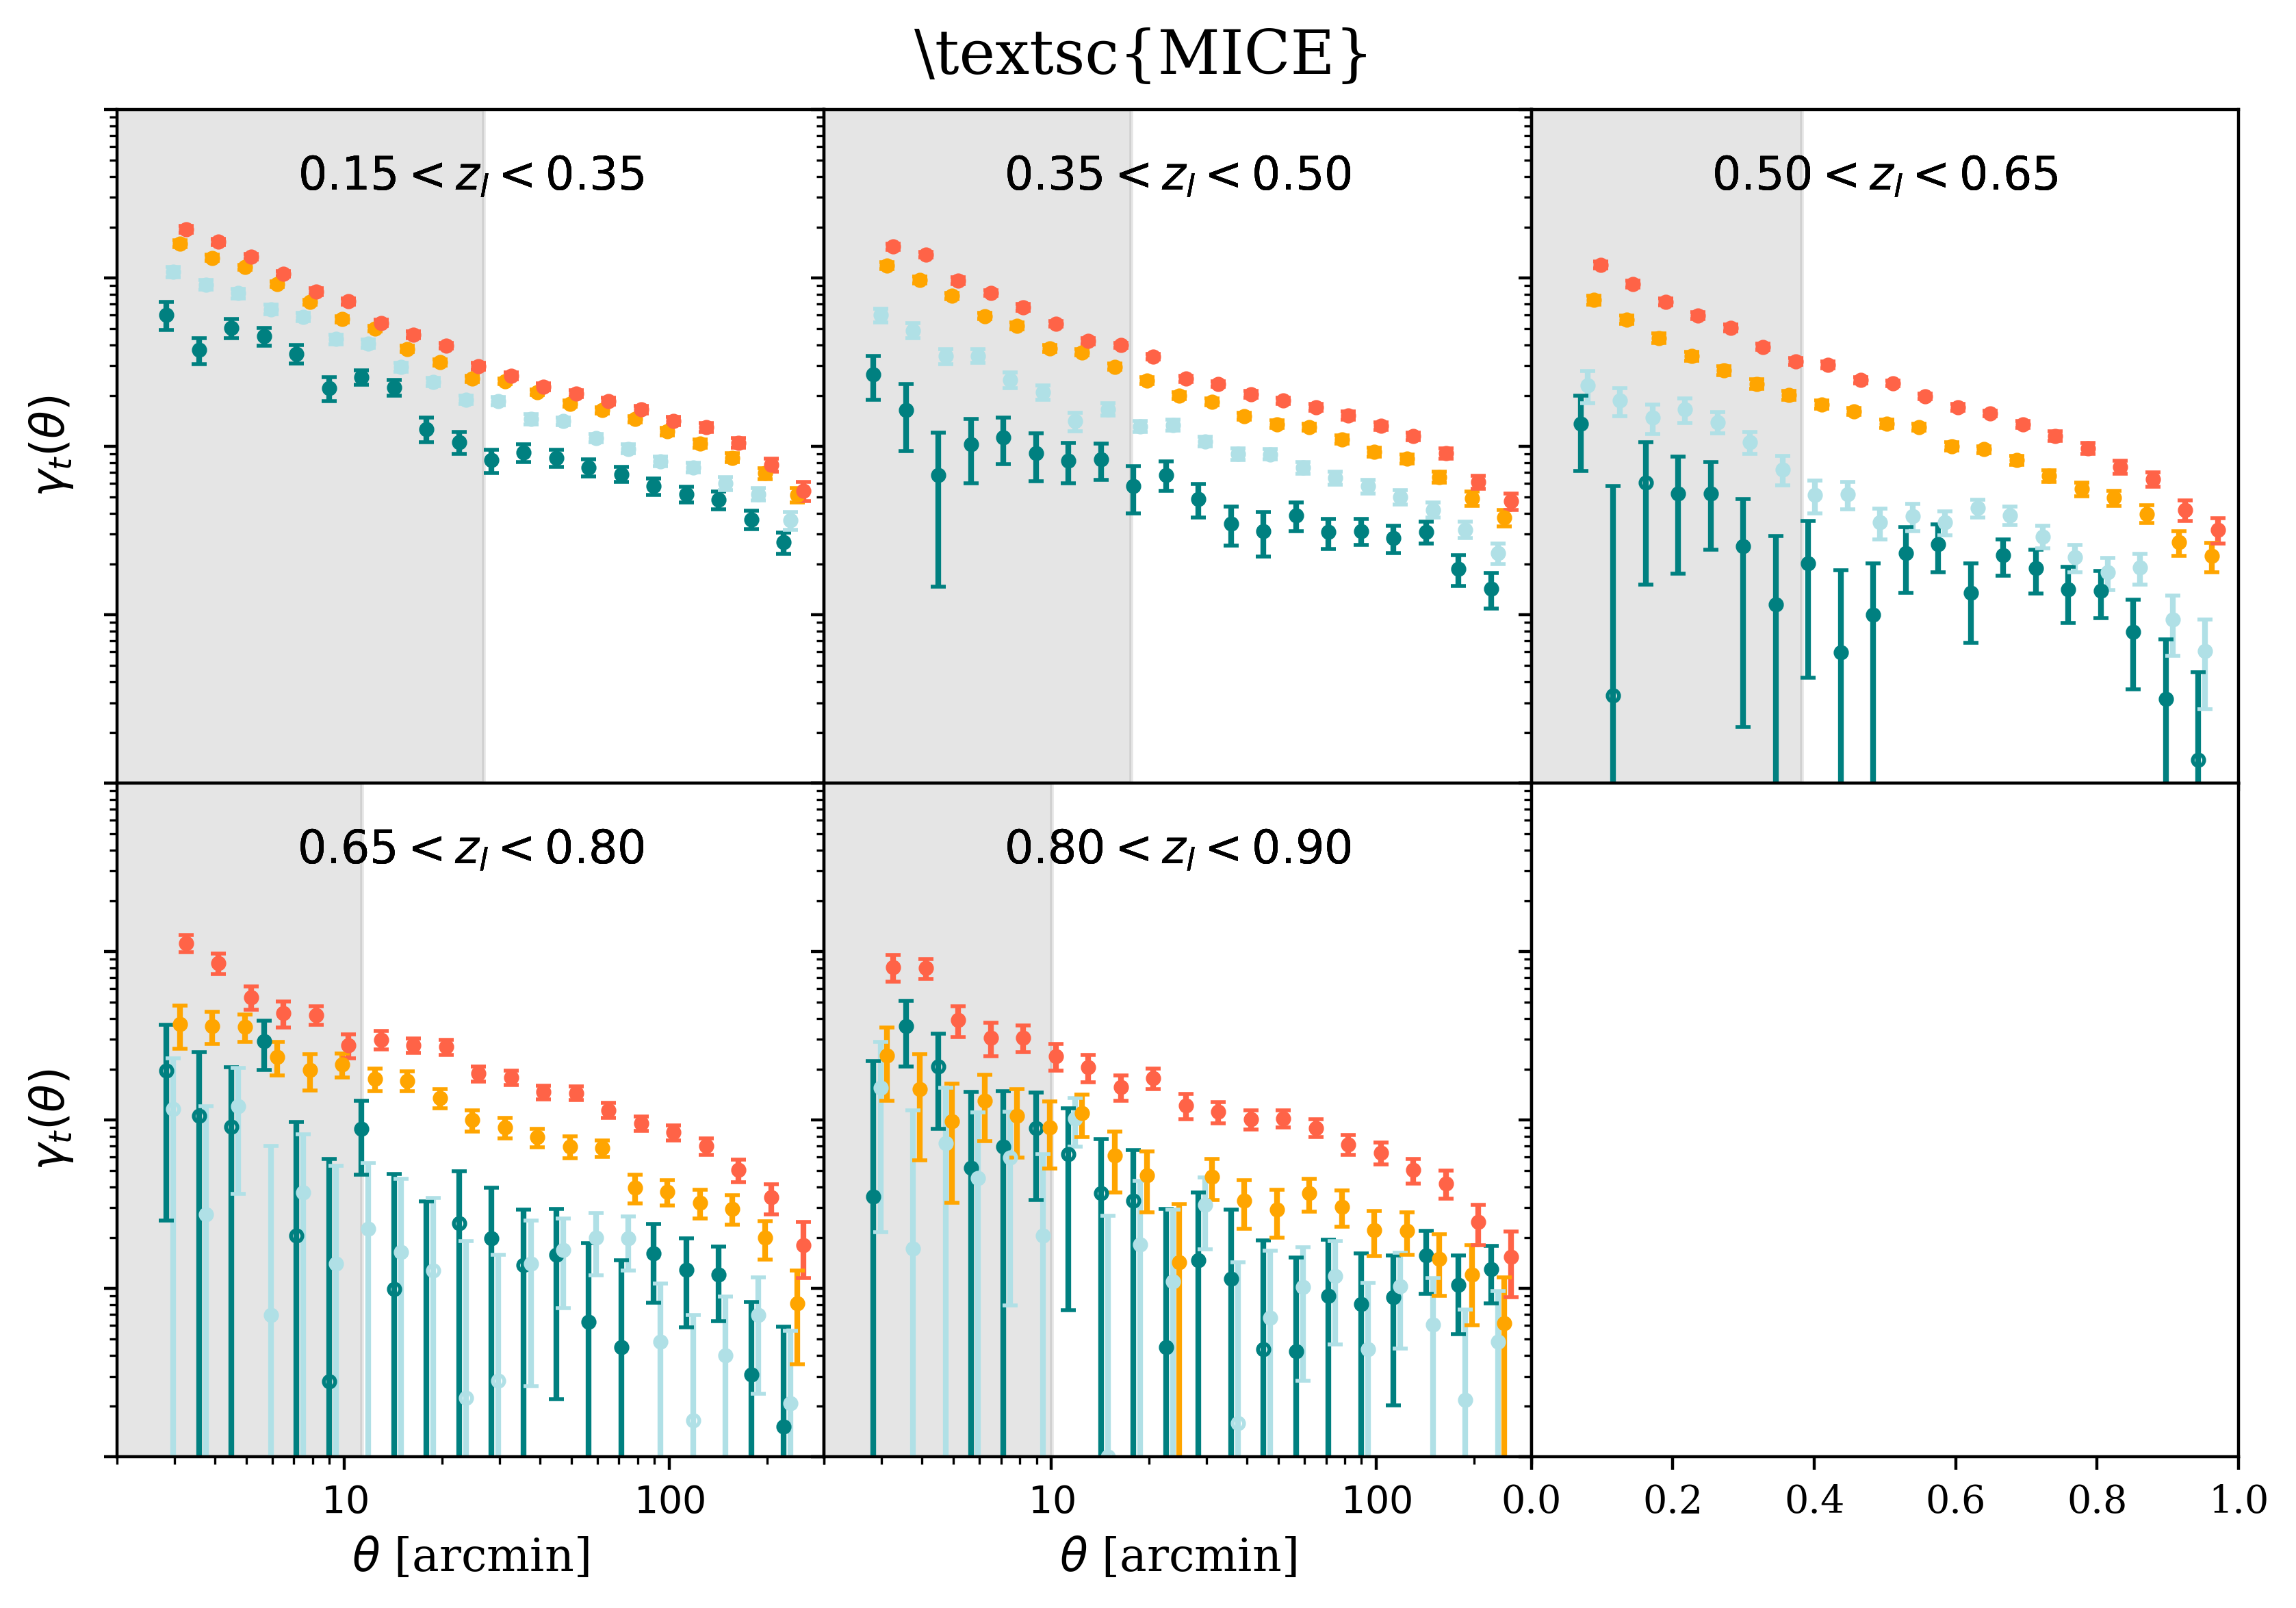 \textsc{MICE}
0.15 < z_l < 0.35
0.35 < z_l < 0.50
0.50 < z_l < 0.65
γ_t(θ)
0.65 < z_l < 0.80
0.80 < z_l < 0.90
γ_t(θ)
10 100 10 100 0.0 0.2 0.4 0.6 0.8 1.0
θ [arcmin] θ [arcmin]